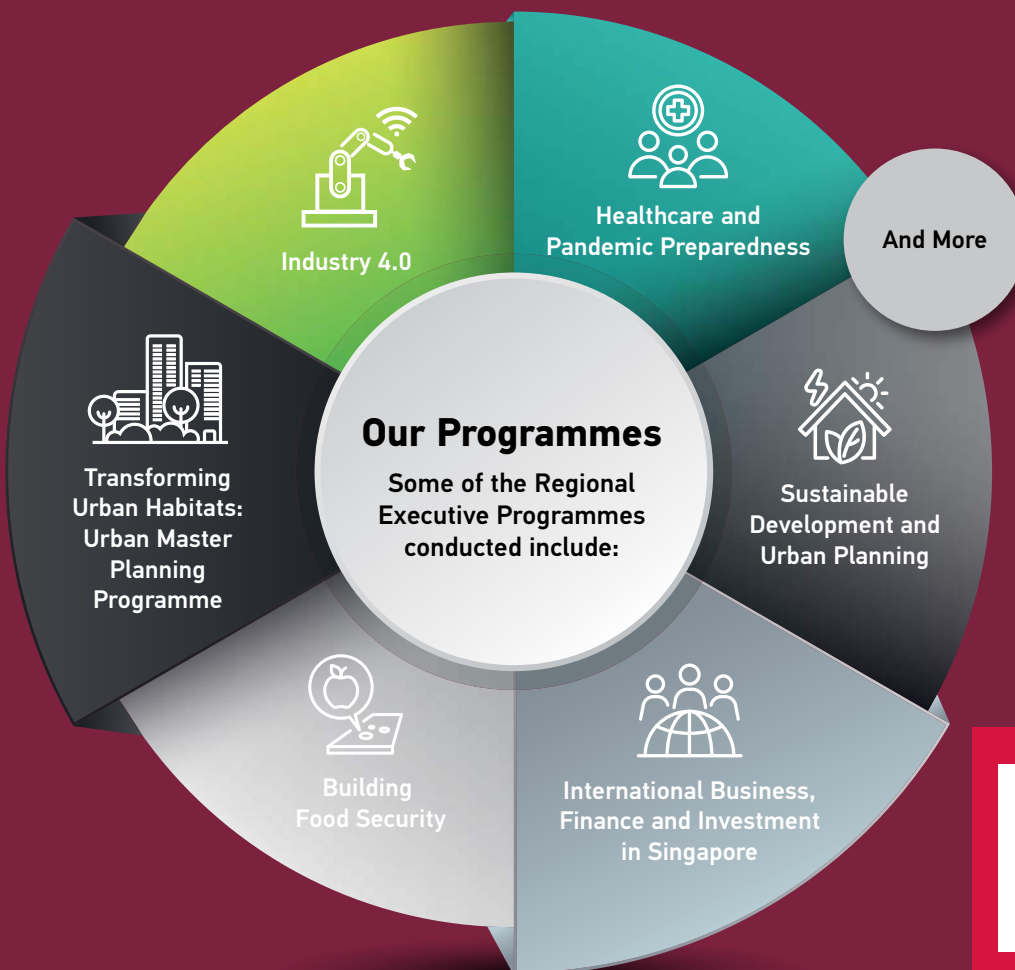 Our Programmes
Some of the Regional
Executive Programmes
conducted include:
Industry 4.0
Healthcare and
Pandemic Preparedness
And More
Sustainable
Development and
Urban Planning
International Business,
Finance and Investment
in Singapore
Building
Food Security
Transforming
Urban Habitats:
Urban Master
Planning
Programme